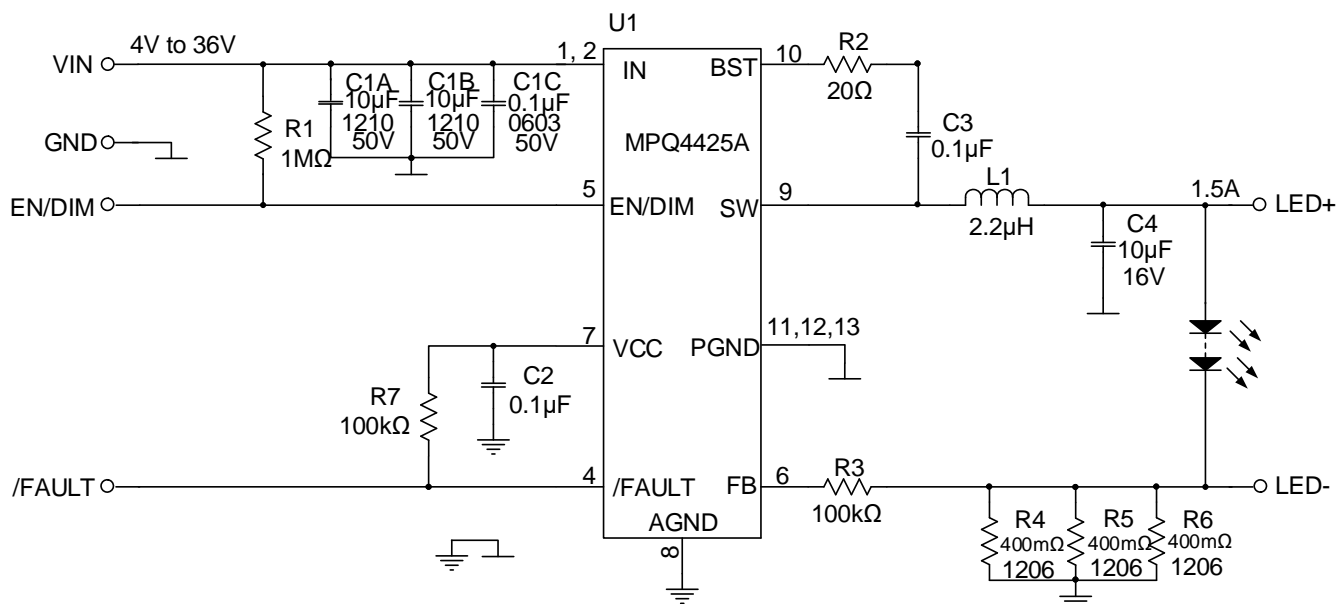 U1
4V to 36V
VIN
1, 2
IN
BST
10
R2
20Ω
C1A
10µF
1210
50V
C1B
10µF
1210
50V
C1C
0.1µF
0603
50V
R1
1MΩ
GND
MPQ4425A
C3
0.1µF
EN/DIM
5
EN/DIM
SW
9
L1
2.2µH
1.5A
LED+
C4
10µF
16V
7
VCC
PGND
11,12,13
C2
0.1µF
R7
100kΩ
/FAULT
4
/FAULT
FB
6
R3
100kΩ
LED-
AGND
8
R4
400mΩ
1206
R5
400mΩ
1206
R6
400mΩ
1206